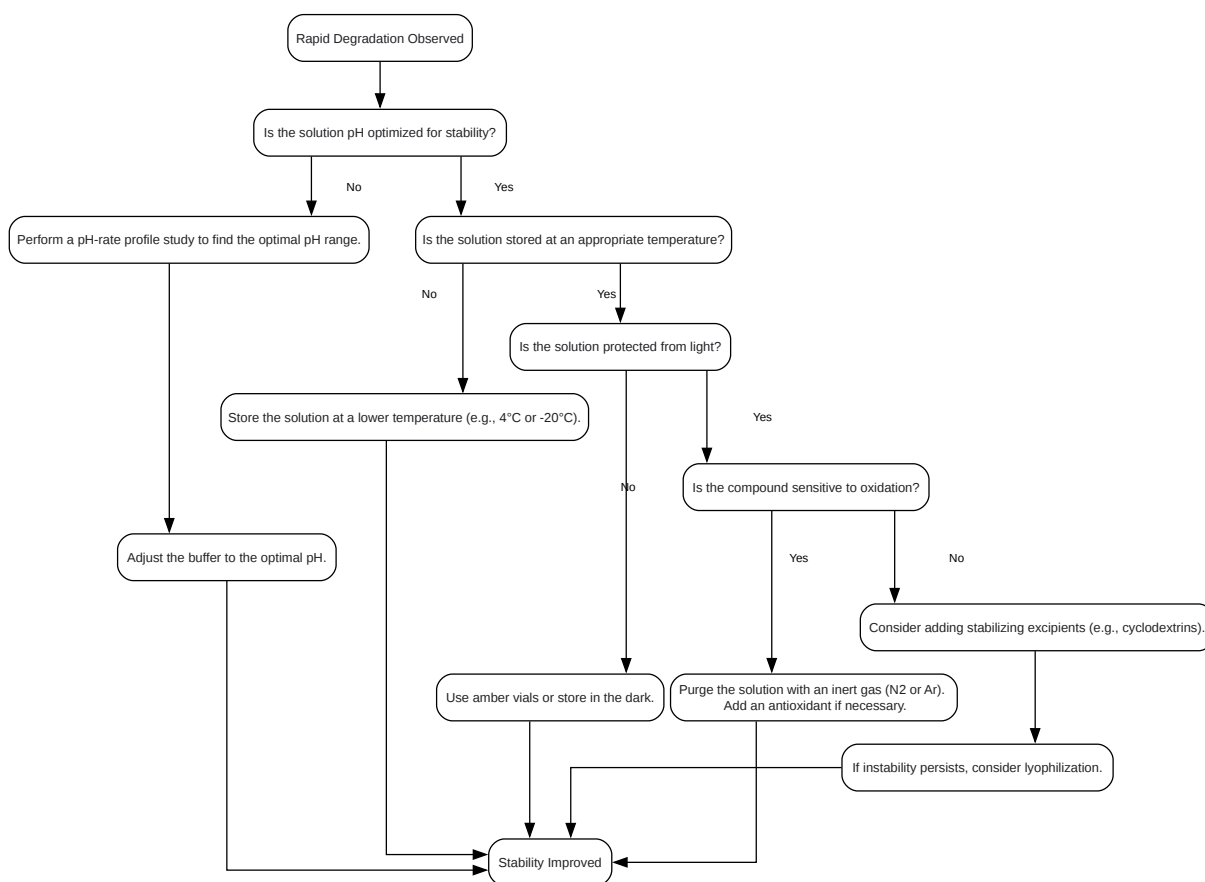 Rapid Degradation Observed
Is the solution pH optimized for stability?
No
Yes
Perform a pH-rate profile study to find the optimal pH range.
Is the solution stored at an appropriate temperature?
No
Yes
Is the solution protected from light?
Store the solution at a lower temperature (e.g., 4°C or -20°C).
Yes
No
Is the compound sensitive to oxidation?
Adjust the buffer to the optimal pH.
Yes
No
Consider adding stabilizing excipients (e.g., cyclodextrins).
Use amber vials or store in the dark.
Purge the solution with an inert gas (N2 or Ar).
Add an antioxidant if necessary.
If instability persists, consider lyophilization.
Stability Improved